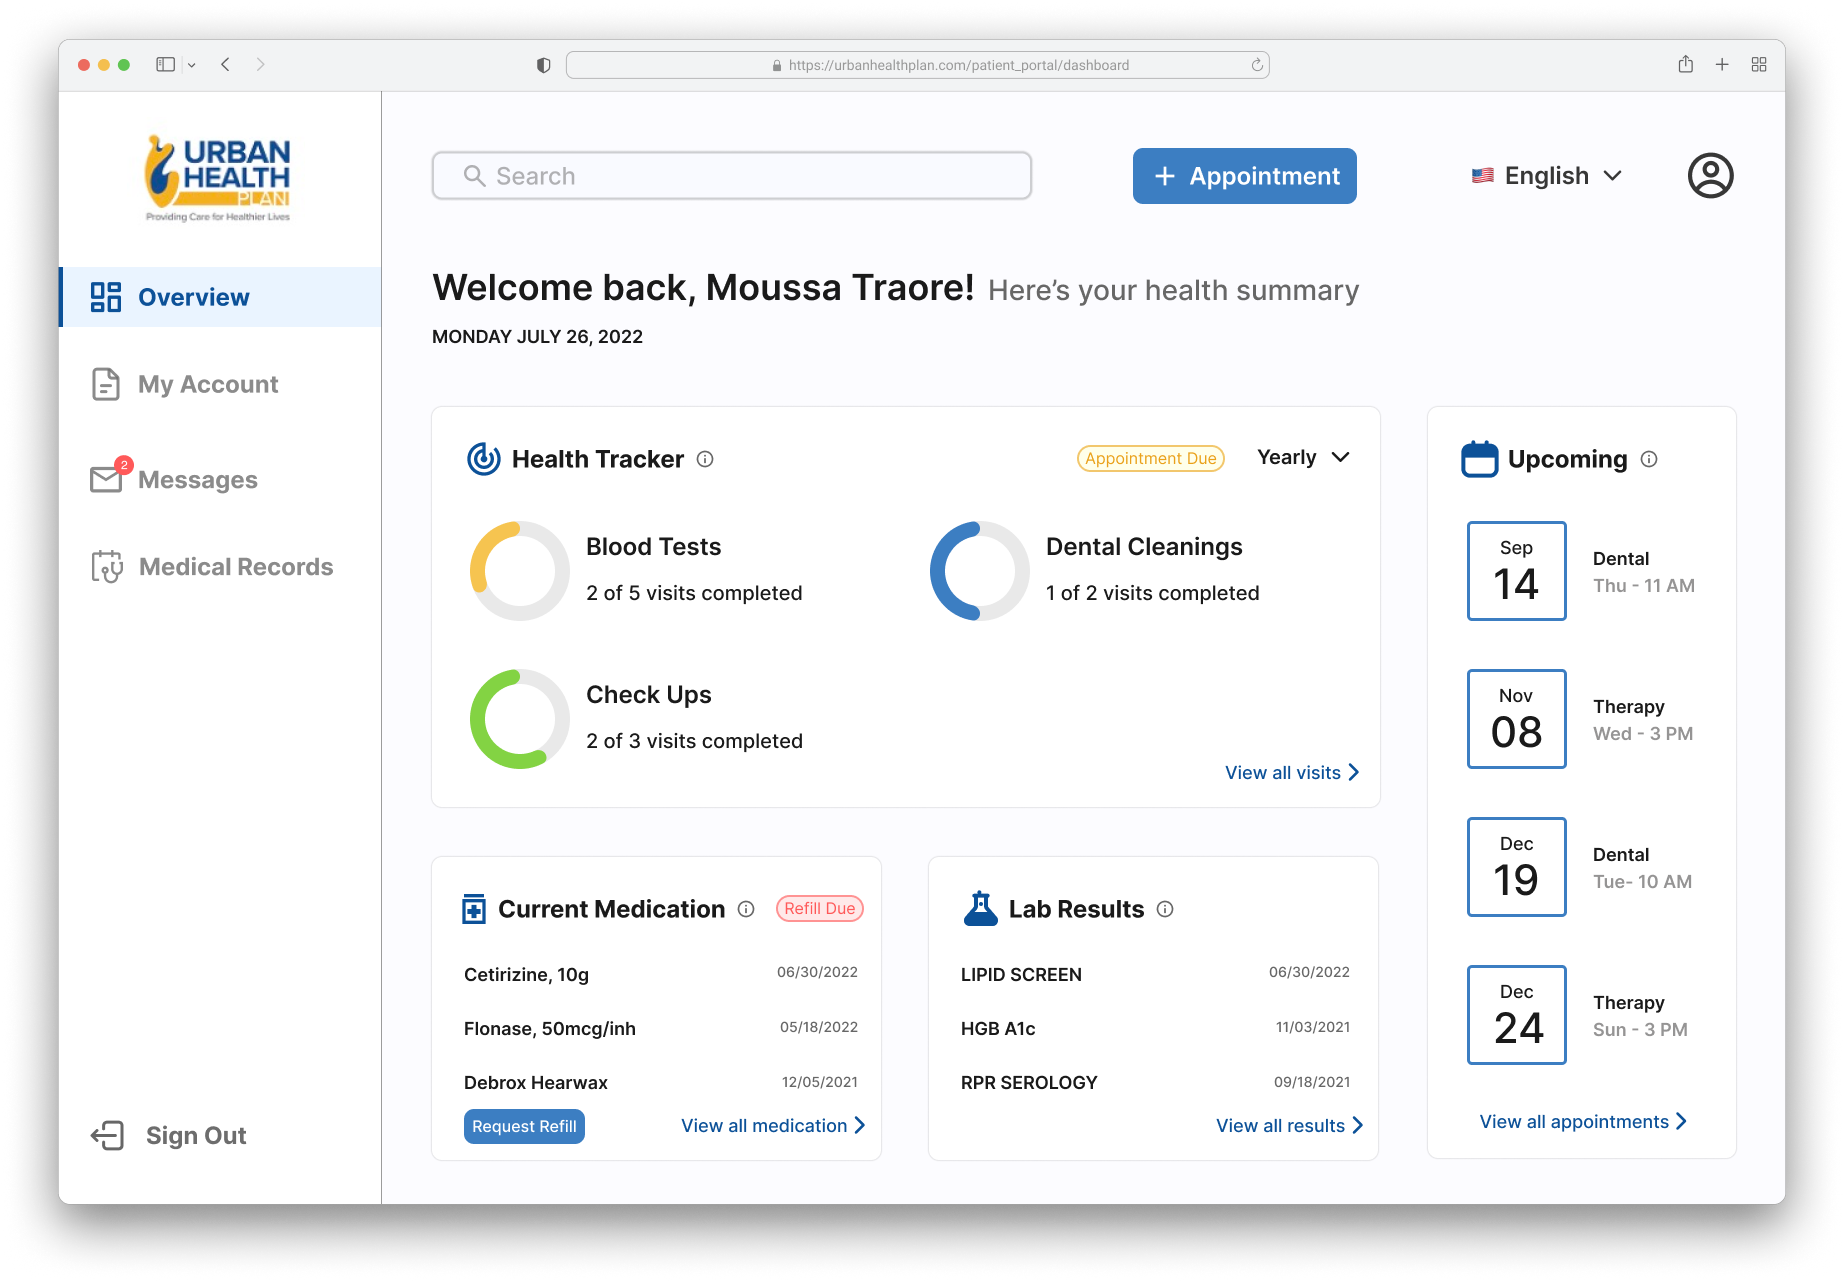 https://urbanhealthplan.com/patient_portal/dashboard
URBAN
HEALTH
PLAN
Providing Care for Healthier Lives
Search
+ Appointment
English
Overview
My Account
2
Messages
Medical Records
Sign Out
Welcome back, Moussa Traore! Here’s your health summary
MONDAY JULY 26, 2022
Health Tracker
Appointment Due
Yearly
Blood Tests
2 of 5 visits completed
Dental Cleanings
1 of 2 visits completed
Check Ups
2 of 3 visits completed
View all visits
Current Medication
Refill Due
Cetirizine, 10g 06/30/2022
Flonase, 50mcg/inh 05/18/2022
Debrox Hearwax 12/05/2021
Request Refill
View all medication
Lab Results
LIPID SCREEN 06/30/2022
HGB A1c 11/03/2021
RPR SEROLOGY 09/18/2021
View all results
Upcoming
Sep
14
Dental
Thu - 11 AM
Nov
08
Therapy
Wed - 3 PM
Dec
19
Dental
Tue- 10 AM
Dec
24
Therapy
Sun - 3 PM
View all appointments